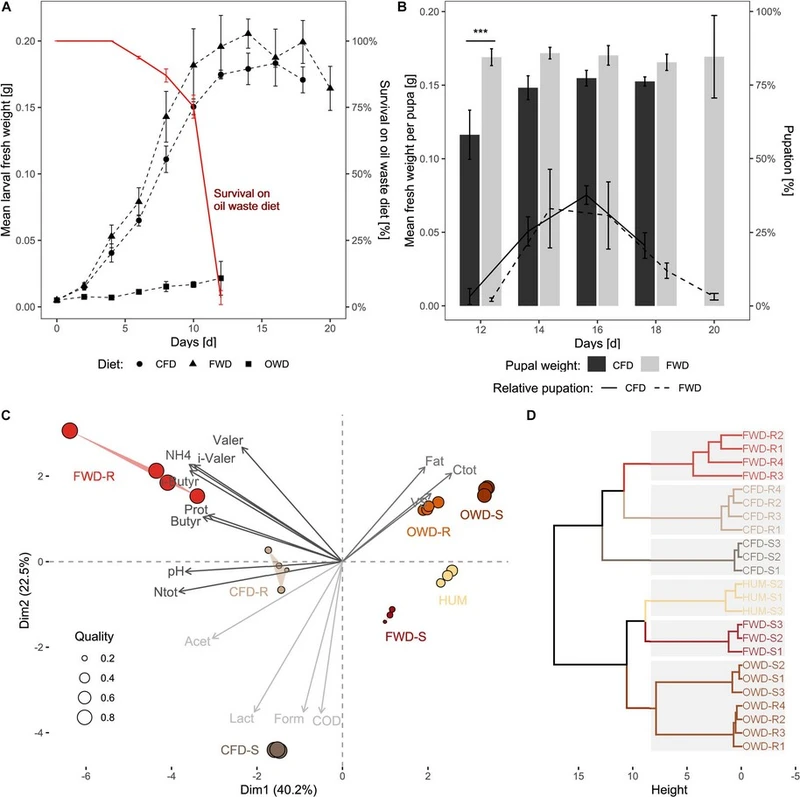 A
B
Mean larval fresh weight [g]
0.20
0.15
0.10
0.05
0.00
100%
75%
50%
25%
0%
Survival on oil waste diet [%]
Survival on
oil waste diet
0 5 10 15 20
Days [d]
Diet: CFD FWD OWD
Mean fresh weight per pupa [g]
0.20
0.15
0.10
0.05
0.00
***
100%
75%
50%
25%
0%
Pupation [%]
12 14 16 18 20
Days [d]
Pupal weight: CFD FWD
Relative pupation: CFD FWD
C
Dim2 (22.5%)
2
0
-2
-4
Valer
NH4
i-Valer
FWD-R
Butyr
Prot
Butyr
Fat
Ctot
VS
OWD-S
OWD-R
pH
Ntot
CFD-R
HUM
FWD-S
Acet
Quality
0.2
0.4
0.6
0.8
Lact
Form
COD
CFD-S
-6 -4 -2 0 2
Dim1 (40.2%)
D
FWD-R2
FWD-R1
FWD-R4
FWD-R3
CFD-R4
CFD-R2
CFD-R3
CFD-R1
CFD-S3
CFD-S2
CFD-S1
HUM-S2
HUM-S1
HUM-S3
FWD-S3
FWD-S2
FWD-S1
OWD-S2
OWD-S1
OWD-S3
OWD-R4
OWD-R2
OWD-R3
OWD-R1
15 10 5 0 -5
Height